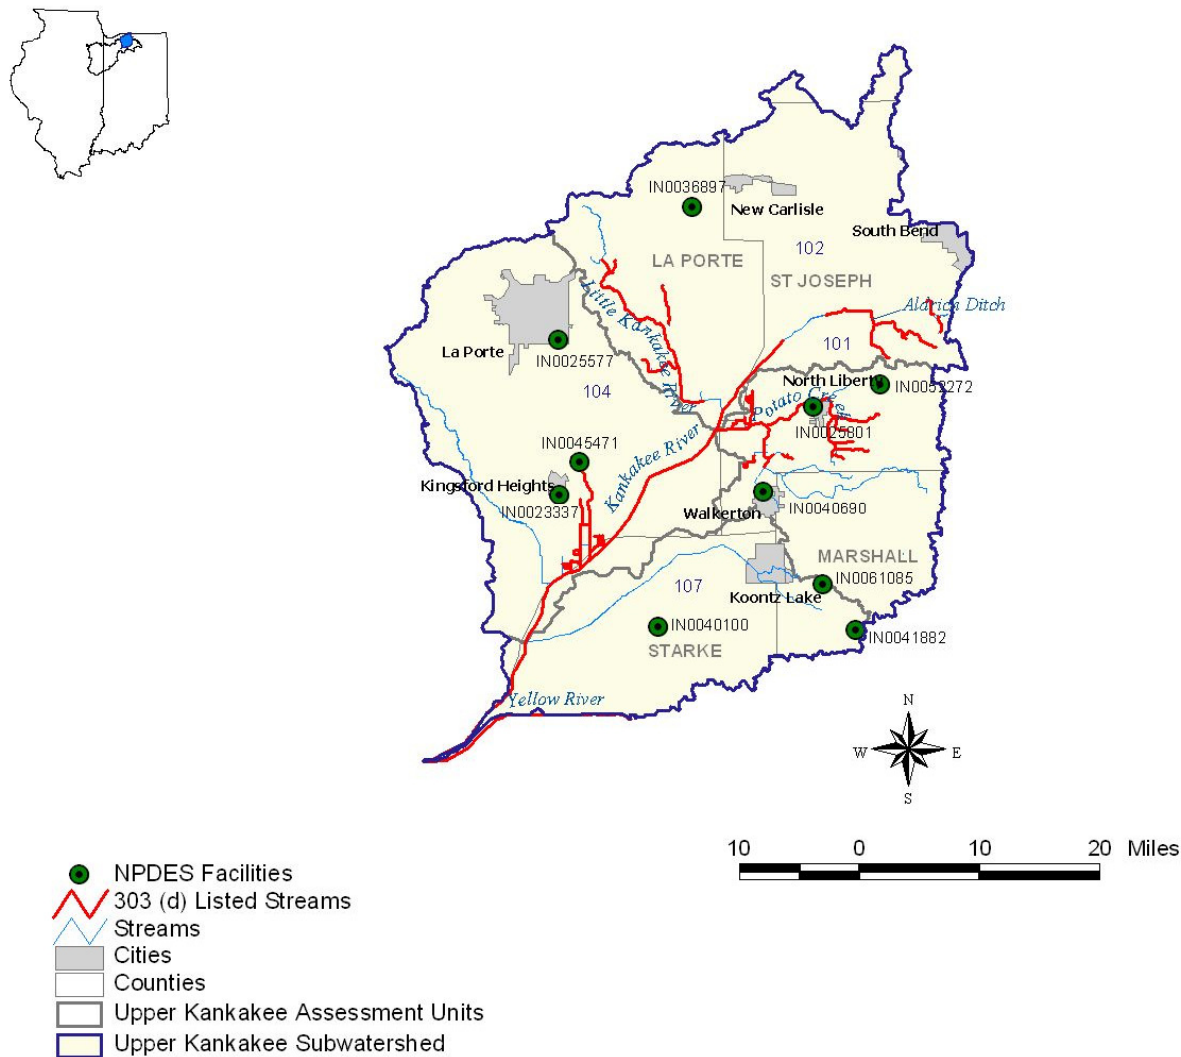 IN0036897
New Carlisle
South Bend
102
LA PORTE
ST JOSEPH
Little Kankakee River
Aldrich Ditch
La Porte
IN0025577
101
North Liberty
IN0052272
104
Potato Creek
IN0025801
IN0045471
Kankakee River
Kingsford Heights
IN0023337
Walkerton
IN0040690
MARSHALL
107
Koontz Lake
IN0061085
IN0040100
IN0041882
STARKE
Yellow River
N
W E
S
10 0 10 20 Miles
NPDES Facilities
303 (d) Listed Streams
Streams
Cities
Counties
Upper Kankakee Assessment Units
Upper Kankakee Subwatershed